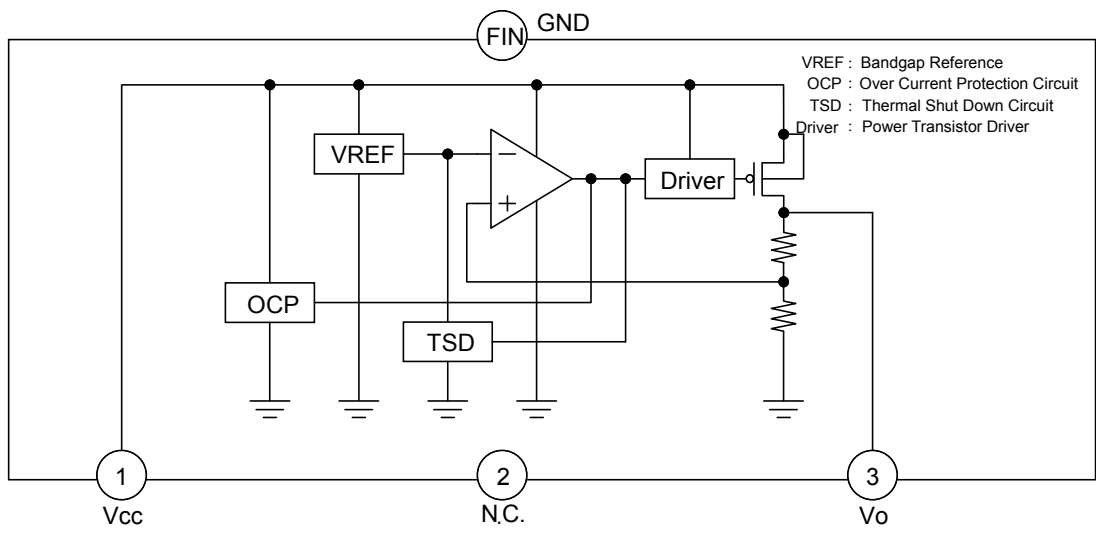 FIN GND
VREF : Bandgap Reference
OCP : Over Current Protection Circuit
TSD : Thermal Shut Down Circuit
Driver : Power Transistor Driver
VREF
−
+
Driver
OCP
TSD
1
2
3
Vcc
N.C.
Vo